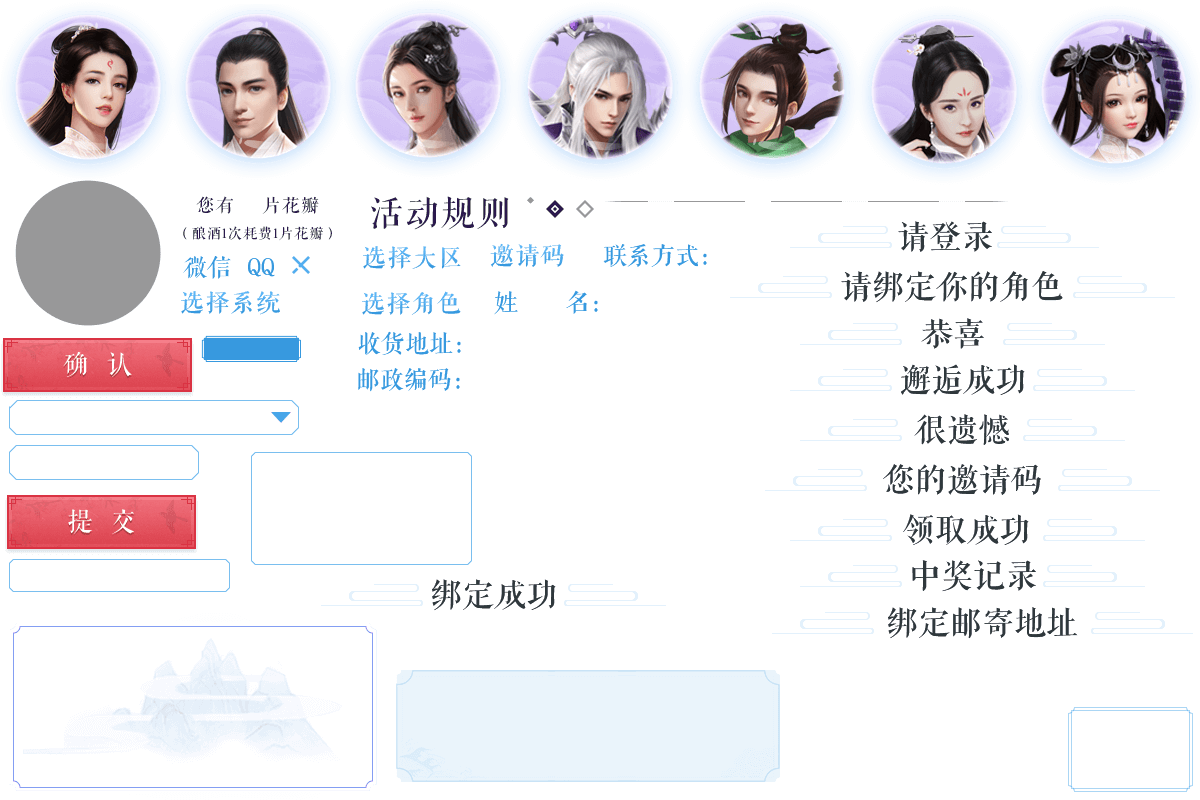 您有 片花瓣
(酿酒1次耗费1片花瓣)
微信 QQ
选择系统
确认
提交
活动规则
选择大区 邀请码 联系方式:
选择角色 姓 名:
收货地址:
邮政编码:
绑定成功
请登录
请绑定你的角色
恭喜
邂逅成功
很遗憾
您的邀请码
领取成功
中奖记录
绑定邮寄地址